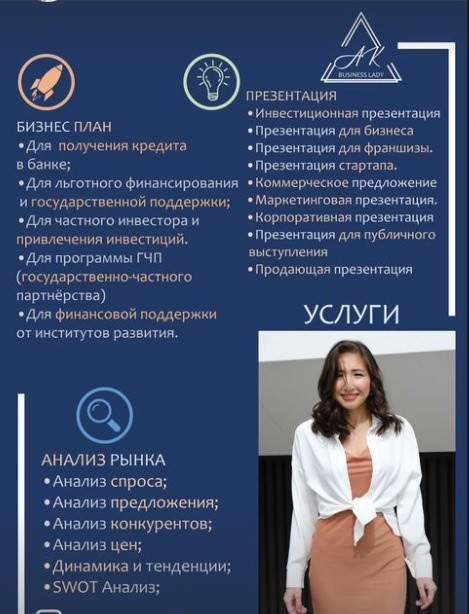 AK
BUSINESS LADY
БИЗНЕС ПЛАН
•Для получения кредита
в банке;
•Для льготного финансирования
и государственной поддержки;
•Для частного инвестора и
привлечения инвестиций.
•Для программы ГЧП
(государственно-частного
партнёрства)
•Для финансовой поддержки
от институтов развития.
ПРЕЗЕНТАЦИЯ
•Инвестиционная презентация
•Презентация для бизнеса
•Презентация для франшизы.
•Презентация стартапа.
•Коммерческое предложение
•Маркетинговая презентация.
•Корпоративная презентация
•Презентация для публичного
выступления
•Продающая презентация
УСЛУГИ
АНАЛИЗ РЫНКА
•Анализ спроса;
•Анализ предложения;
•Анализ конкурентов;
•Анализ цен;
•Динамика и тенденции;
•SWOT Анализ;